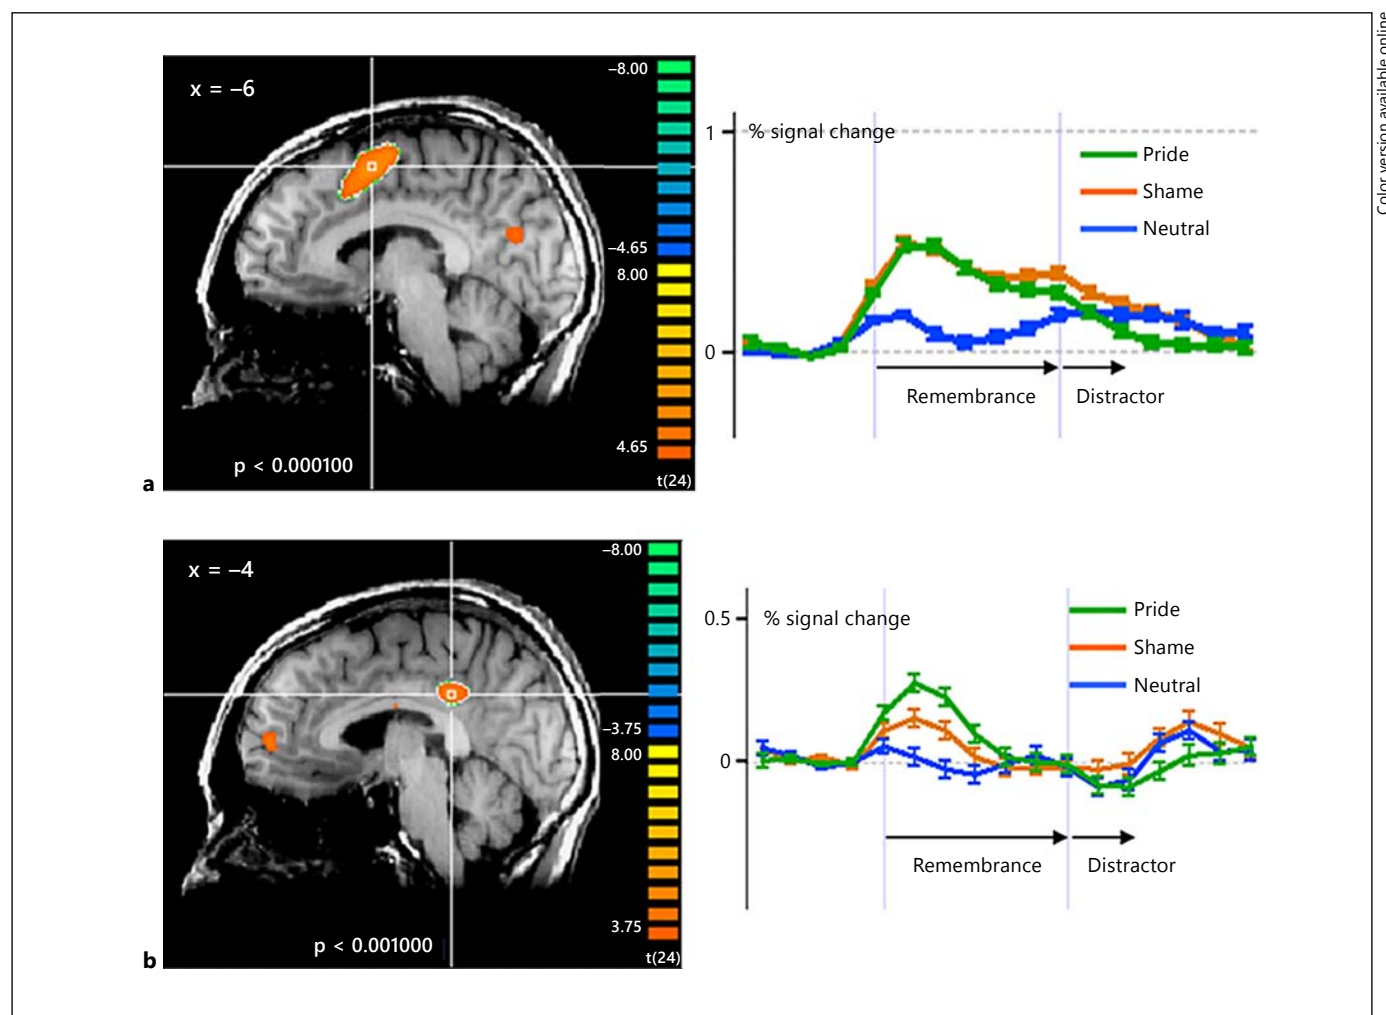 Color version available online
x = –6
–8.00
–4.65
8.00
4.65
t(24)
p < 0.000100
a
1
% signal change
Pride
Shame
Neutral
0
Remembrance
Distractor
x = –4
–8.00
–3.75
8.00
3.75
t(24)
p < 0.001000
b
0.5
% signal change
Pride
Shame
Neutral
0
Remembrance
Distractor